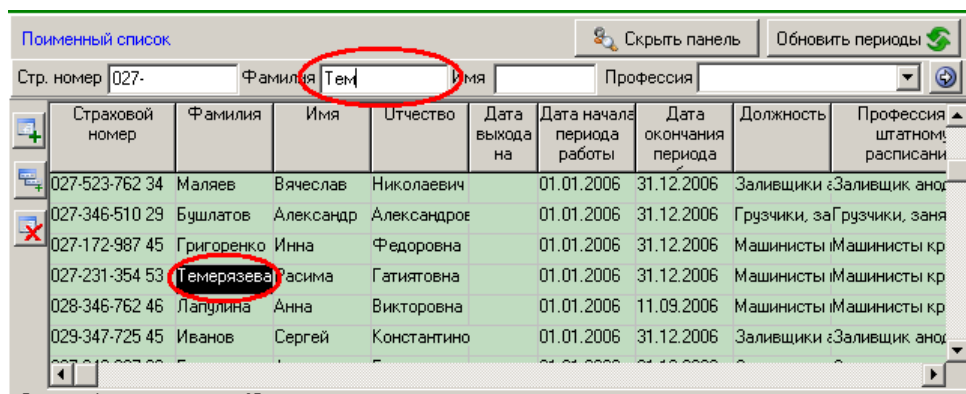 Поименный список Скрыть панель Обновить периоды
Стр. номер 027- Фамилия Тем Имя Профессия
Страховой номер Фамилия Имя Отчество Дата выхода на Дата начала периода работы Дата окончания периода Должность Профессия штатному расписани
027-523-762 34 Маляев Вячеслав Николаевич 01.01.2006 31.12.2006 Заливщики а Заливщик анод
027-346-510 29 Бушлатов Александр Александров 01.01.2006 31.12.2006 Грузчики, за Грузчики, заня
027-172-987 45 Григоренко Инна Федоровна 01.01.2006 31.12.2006 Машинисты Машинисты кр
027-231-354 53 Темерязева Расима Гатиятовна 01.01.2006 31.12.2006 Машинисты Машинисты кр
028-346-762 46 Лапулина Анна Викторовна 01.01.2006 11.09.2006 Машинисты Машинисты кр
029-347-725 45 Иванов Сергей Константино 01.01.2006 31.12.2006 Заливщики а Заливщик анод